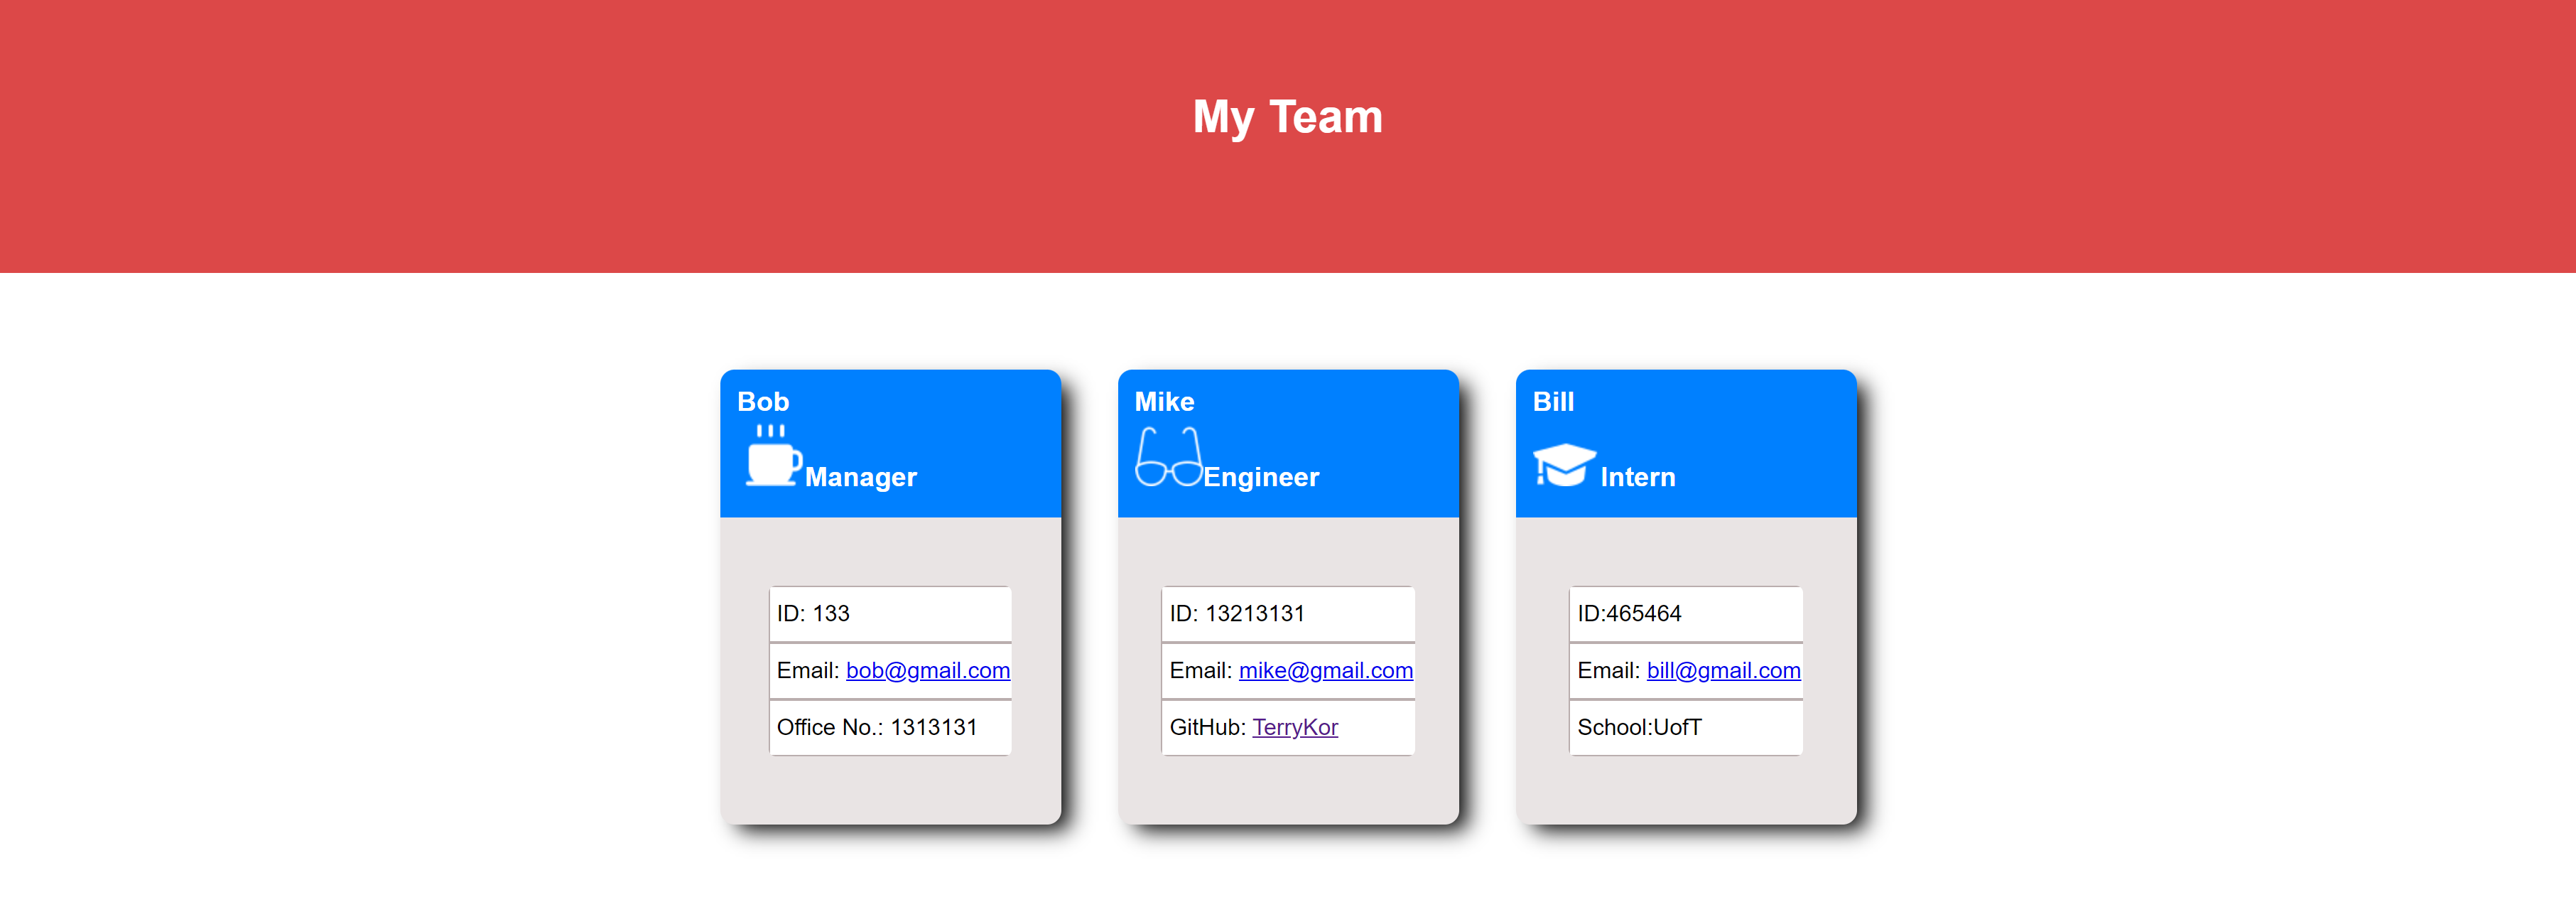 My Team
Bob
Manager
ID: 133
Email: bob@gmail.com
Office No.: 1313131
Mike
Engineer
ID: 13213131
Email: mike@gmail.com
GitHub: TerryKor
Bill
Intern
ID:465464
Email: bill@gmail.com
School:UofT